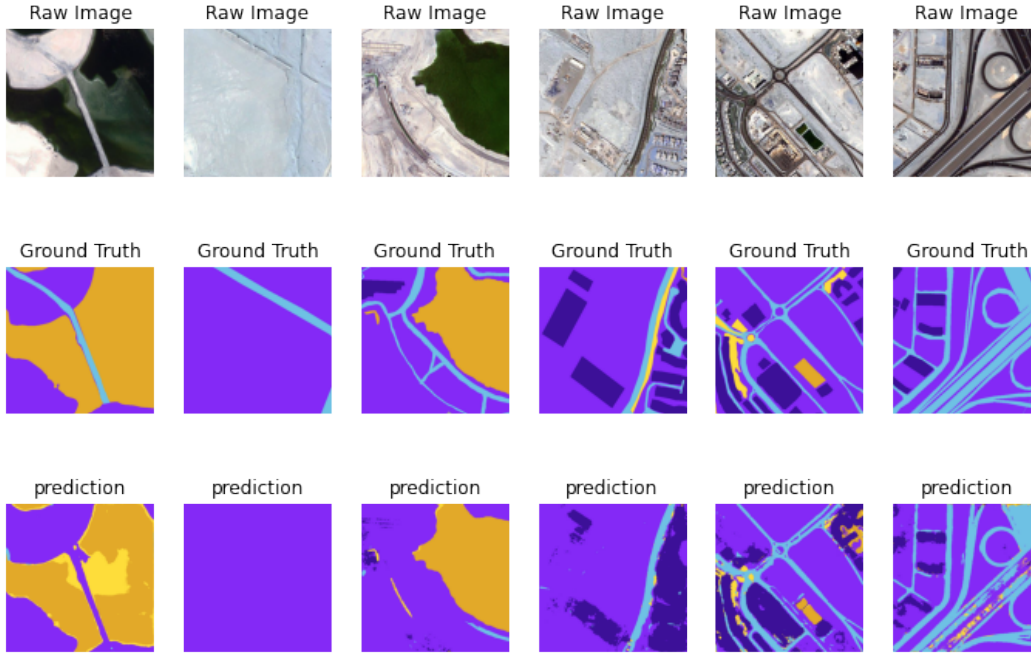 Raw Image Raw Image Raw Image Raw Image Raw Image Raw Image
Ground Truth Ground Truth Ground Truth Ground Truth Ground Truth Ground Truth
prediction prediction prediction prediction prediction prediction